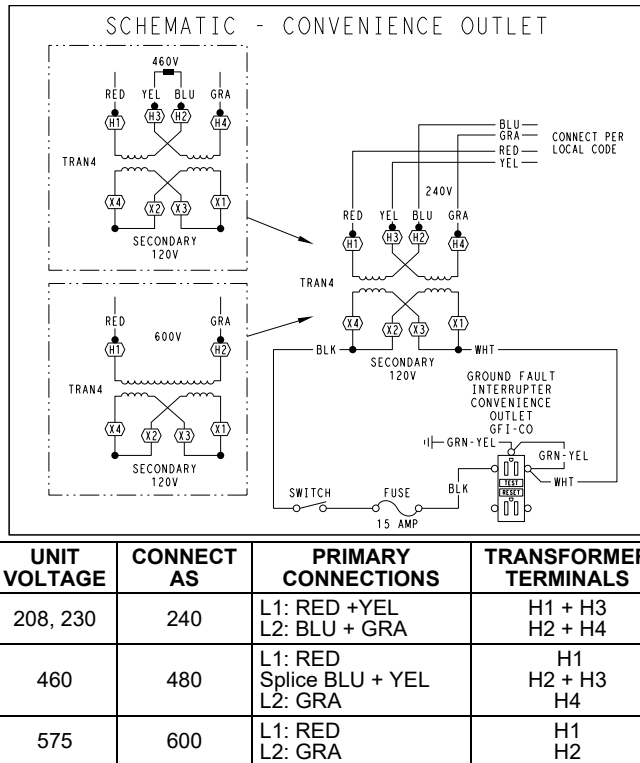 SCHEMATIC - CONVENIENCE OUTLET
460V
RED YEL BLU GRA
H1 H3 H2 H4
TRAN4
X4 X2 X3 X1
SECONDARY
120V
BLU
GRA
RED
YEL
CONNECT PER
LOCAL CODE
240V
RED YEL BLU GRA
H1 H3 H2 H4
TRAN4
X4 X2 X3 X1
BLK
WHT
SECONDARY
120V
600V
RED GRA
H1 H2
TRAN4
X4 X2 X3 X1
SECONDARY
120V
GROUND FAULT
INTERRUPTER
CONVENIENCE
OUTLET
GFI-CO
GRN-YEL
GRN-YEL
WHT
TEST
RESET
SWITCH
FUSE
15 AMP
BLK
UNIT VOLTAGE
CONNECT AS
PRIMARY CONNECTIONS
TRANSFORMER TERMINALS
208, 230
240
L1: RED +YEL
L2: BLU + GRA
H1 + H3
H2 + H4
460
480
L1: RED
Splice BLU + YEL
L2: GRA
H1
H2 + H3
H4
575
600
L1: RED
L2: GRA
H1
H2